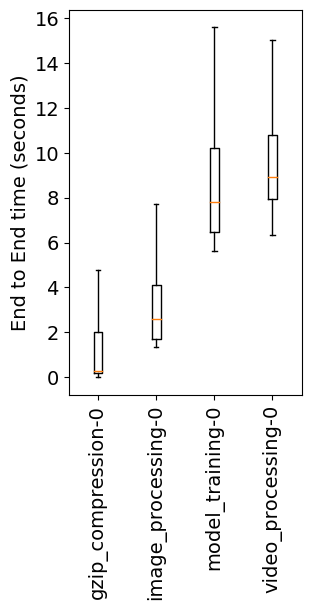 End to End time (seconds)
16
14
12
10
8
6
4
2
0
gzip_compression-0
image_processing-0
model_training-0
video_processing-0